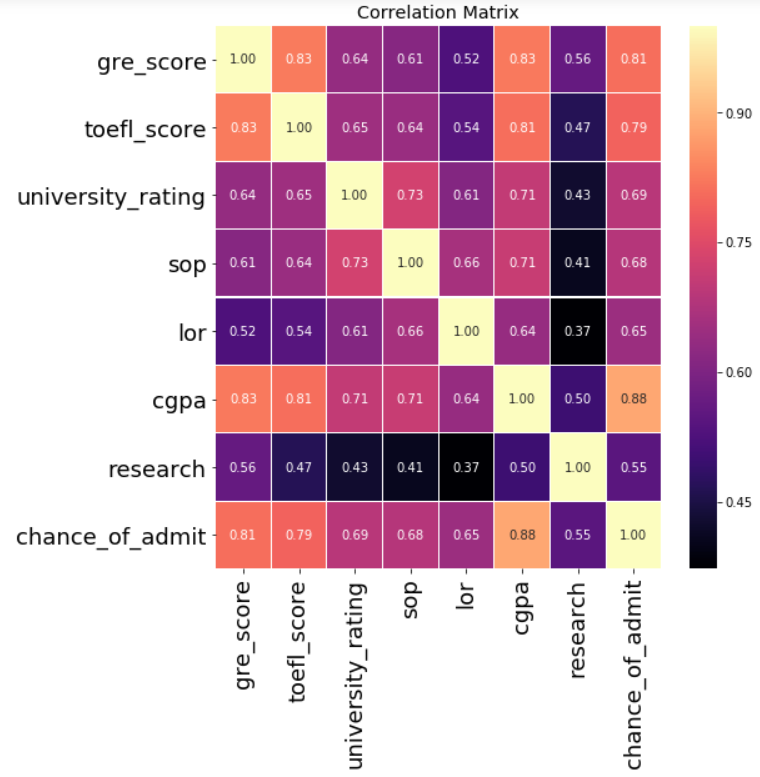 Correlation Matrix
gre_score 1.00 0.83 0.64 0.61 0.52 0.83 0.56 0.81
toefl_score 0.83 1.00 0.65 0.64 0.54 0.81 0.47 0.79
university_rating 0.64 0.65 1.00 0.73 0.61 0.71 0.43 0.69
sop 0.61 0.64 0.73 1.00 0.66 0.71 0.41 0.68
lor 0.52 0.54 0.61 0.66 1.00 0.64 0.37 0.65
cgpa 0.83 0.81 0.71 0.71 0.64 1.00 0.50 0.88
research 0.56 0.47 0.43 0.41 0.37 0.50 1.00 0.55
chance_of_admit 0.81 0.79 0.69 0.68 0.65 0.88 0.55 1.00
gre_score
toefl_score
university_rating
sop
lor
cgpa
research
chance_of_admit
0.90
0.75
0.60
0.45